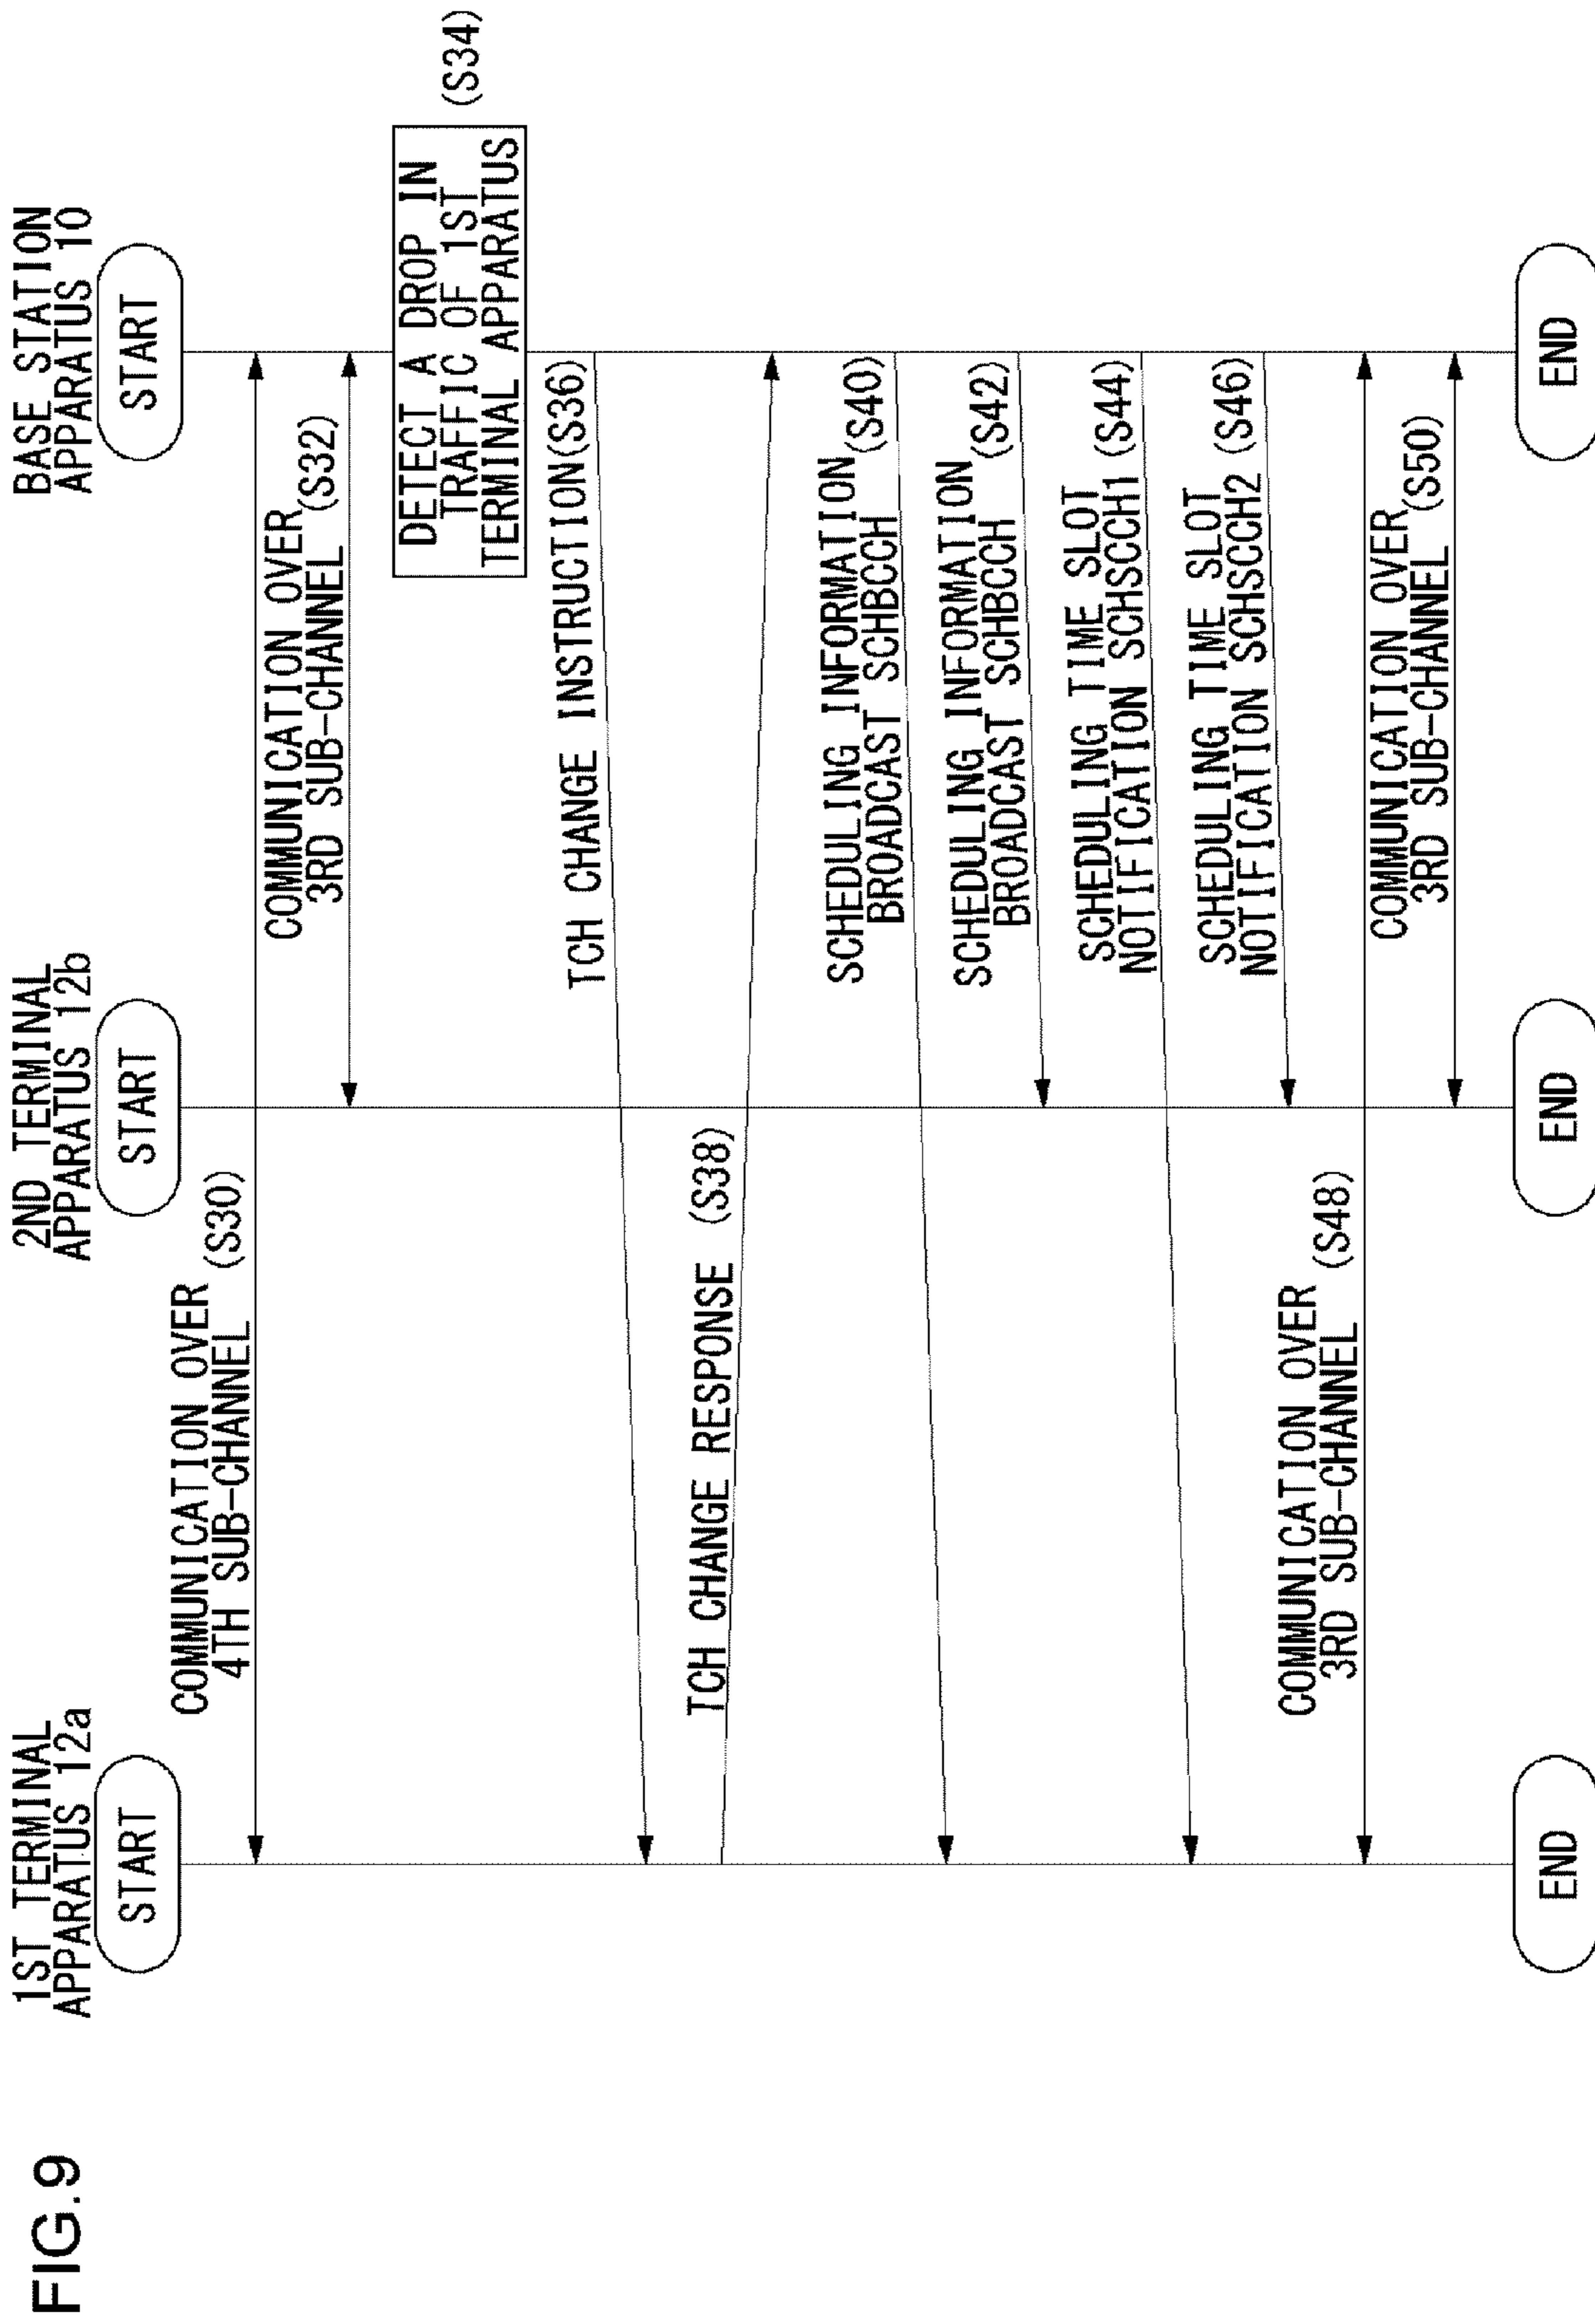 FIG.9
1ST TERMINAL
APPARATUS 12a
2ND TERMINAL
APPARATUS 12b
BASE STATION
APPARATUS 10
START
START
START
COMMUNICATION OVER
4TH SUB-CHANNEL (S30)
COMMUNICATION OVER
3RD SUB-CHANNEL (S32)
DETECT A DROP IN
TRAFFIC OF 1ST
TERMINAL APPARATUS
(S34)
TCH CHANGE INSTRUCTION(S36)
TCH CHANGE RESPONSE (S38)
SCHEDULING INFORMATION
BROADCAST SCHBCCH (S40)
SCHEDULING INFORMATION
BROADCAST SCHBCCH (S42)
SCHEDULING TIME SLOT
NOTIFICATION SCHSCCH1 (S44)
SCHEDULING TIME SLOT
NOTIFICATION SCHSCCH2 (S46)
COMMUNICATION OVER
3RD SUB-CHANNEL (S48)
COMMUNICATION OVER
3RD SUB-CHANNEL (S50)
END
END
END